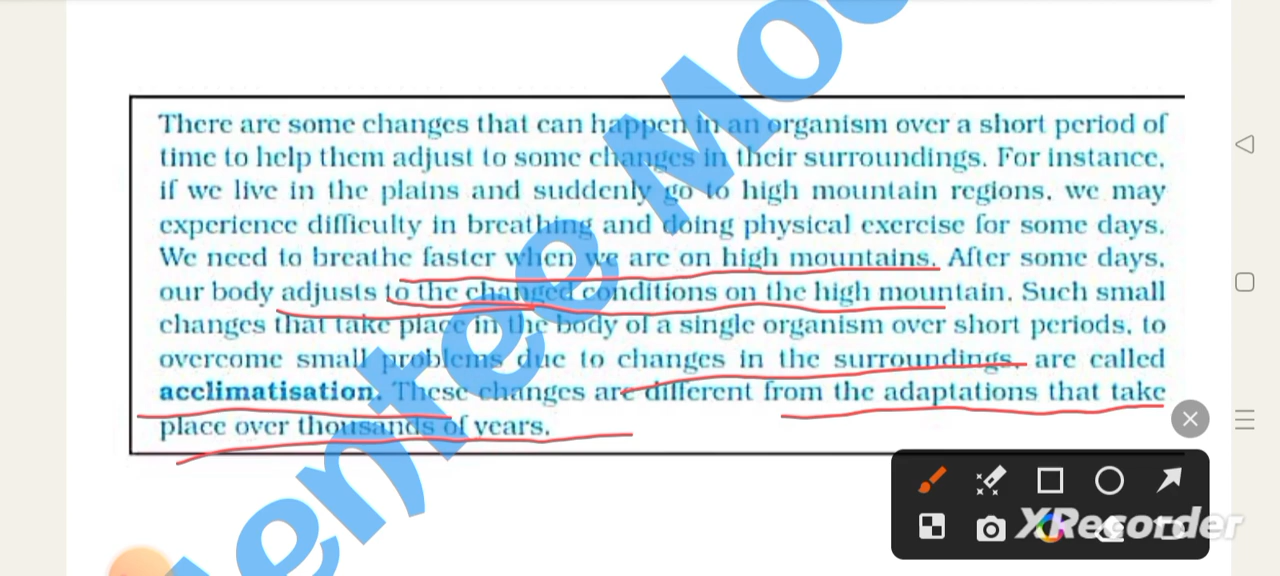 There are some changes that can happen in an organism over a short period of
time to help them adjust to some changes in their surroundings. For instance,
if we live in the plains and suddenly go to high mountain regions, we may
experience difficulty in breathing and doing physical exercise for some days.
We need to breathe faster when we are on high mountains. After some days,
our body adjusts to the changed conditions on the high mountain. Such small
changes that take place in the body of a single organism over short periods, to
overcome small problems due to changes in the surroundings, are called
acclimatisation. These changes are different from the adaptations that take
place over thousands of years.
XRecorder